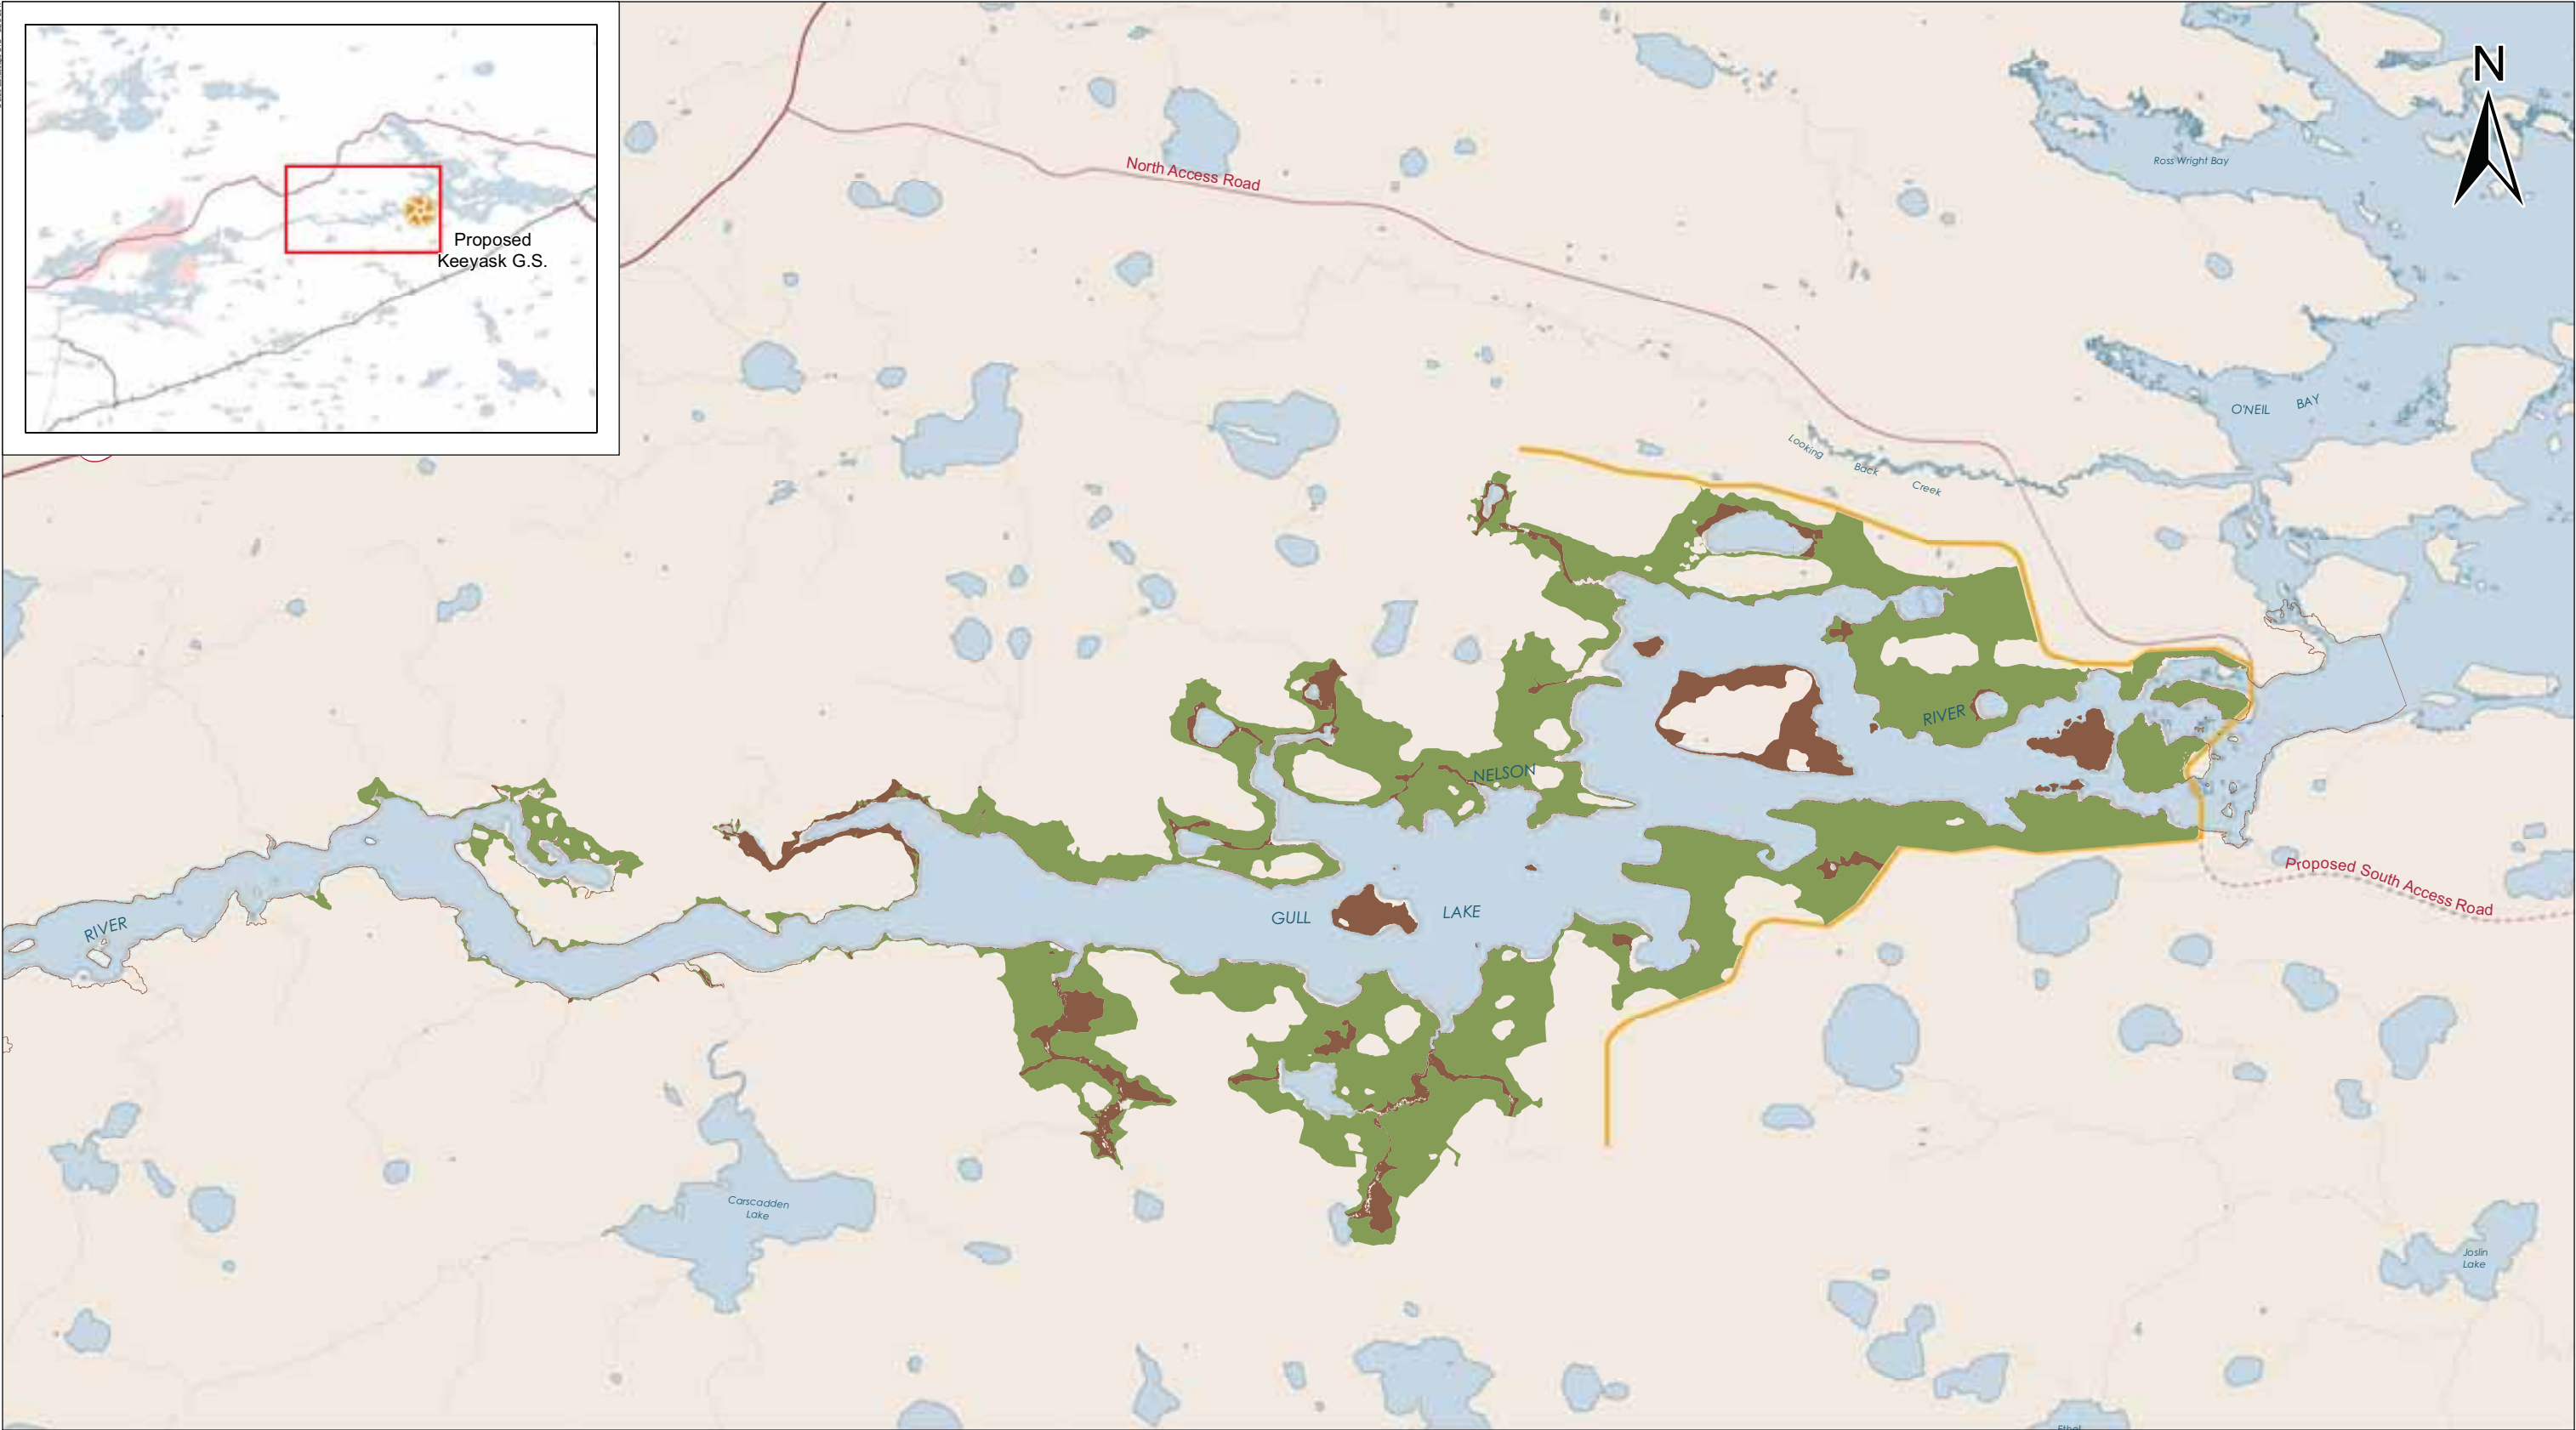 N
Ross Wright Bay
North Access Road
Proposed
Keeyask G.S.
O'NEIL BAY
Looking Back Creek
RIVER
NELSON
Proposed South Access Road
GULL LAKE
RIVER
Carscadden
Lake
Joslin
Lake
Ethel